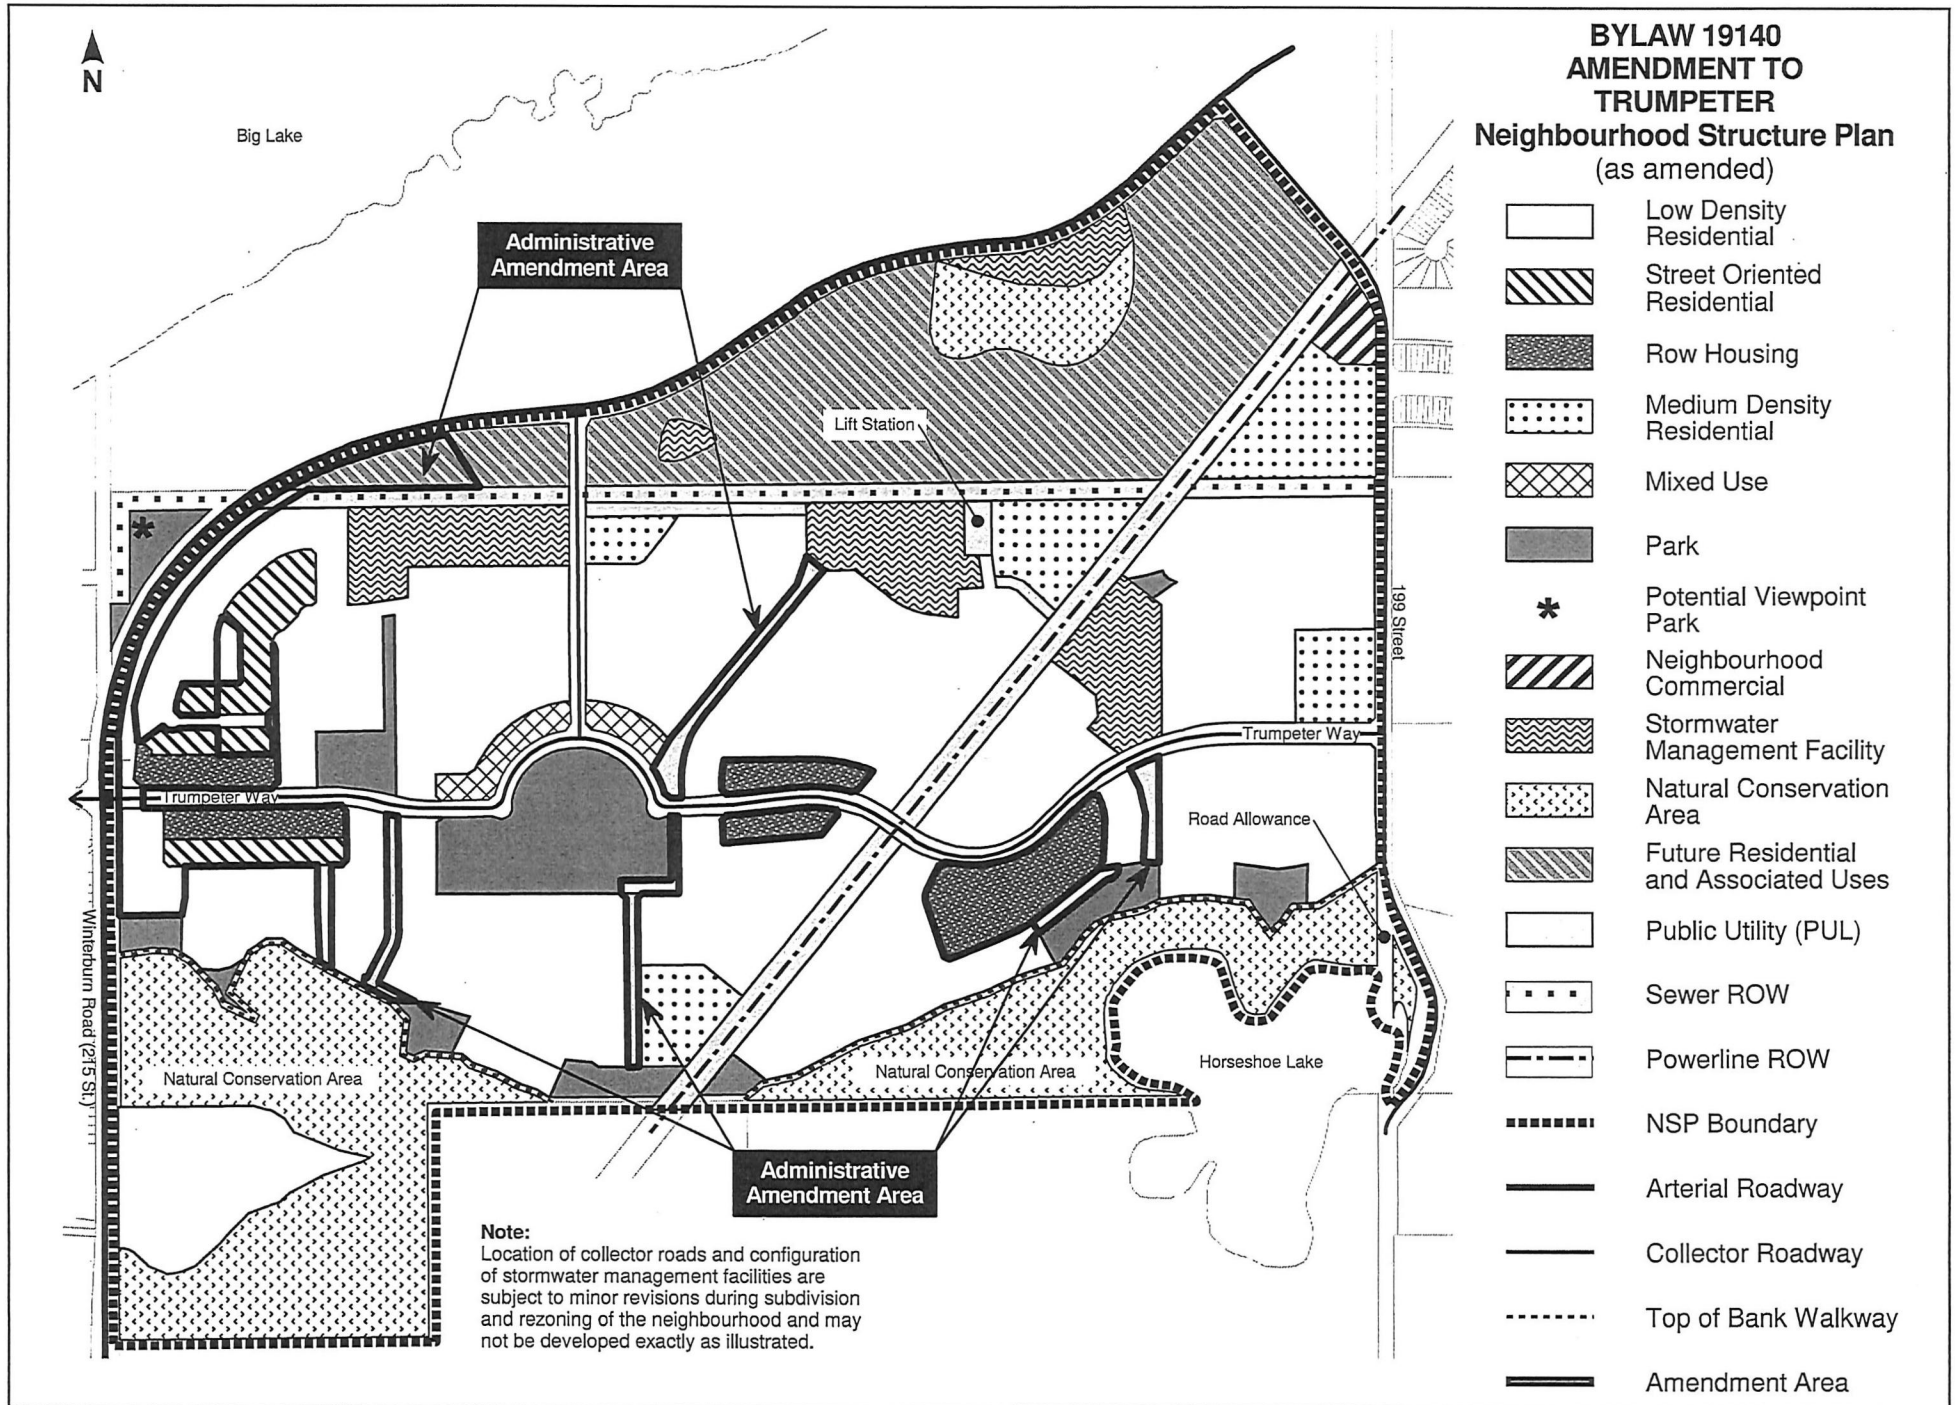 BYLAW 19140
AMENDMENT TO
TRUMPETER
Neighbourhood Structure Plan
(as amended)
N
Big Lake
Administrative
Amendment Area
Lift Station
199 Street
Trumpeter Way
Trumpeter Way
Road Allowance
Winterburn Road (215 St.)
Natural Conservation Area
Natural Conservation Area
Horseshoe Lake
Administrative
Amendment Area
Note:
Location of collector roads and configuration
of stormwater management facilities are
subject to minor revisions during subdivision
and rezoning of the neighbourhood and may
not be developed exactly as illustrated.
Low Density
Residential
Street Oriented
Residential
Row Housing
Medium Density
Residential
Mixed Use
Park
Potential Viewpoint
Park
Neighbourhood
Commercial
Stormwater
Management Facility
Natural Conservation
Area
Future Residential
and Associated Uses
Public Utility (PUL)
Sewer ROW
Powerline ROW
NSP Boundary
Arterial Roadway
Collector Roadway
Top of Bank Walkway
Amendment Area